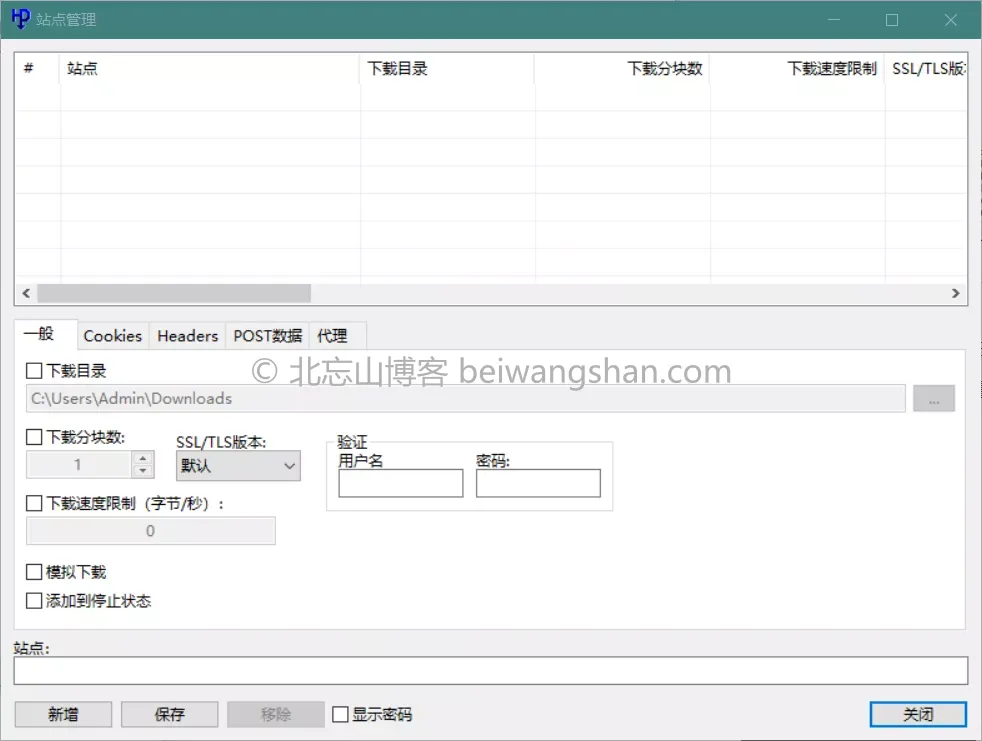 站点管理
# 站点 下载目录 下载分块数 下载速度限制 SSL/TLS版
一般 Cookies Headers POST数据 代理
© 北忘山博客 beiwangshan.com
下载目录
C:\Users\Admin\Downloads
...
下载分块数: SSL/TLS版本: 验证
用户名 密码:
1 默认
下载速度限制（字节/秒）:
0
模拟下载
添加到停止状态
站点:
新增 保存 移除 显示密码 关闭